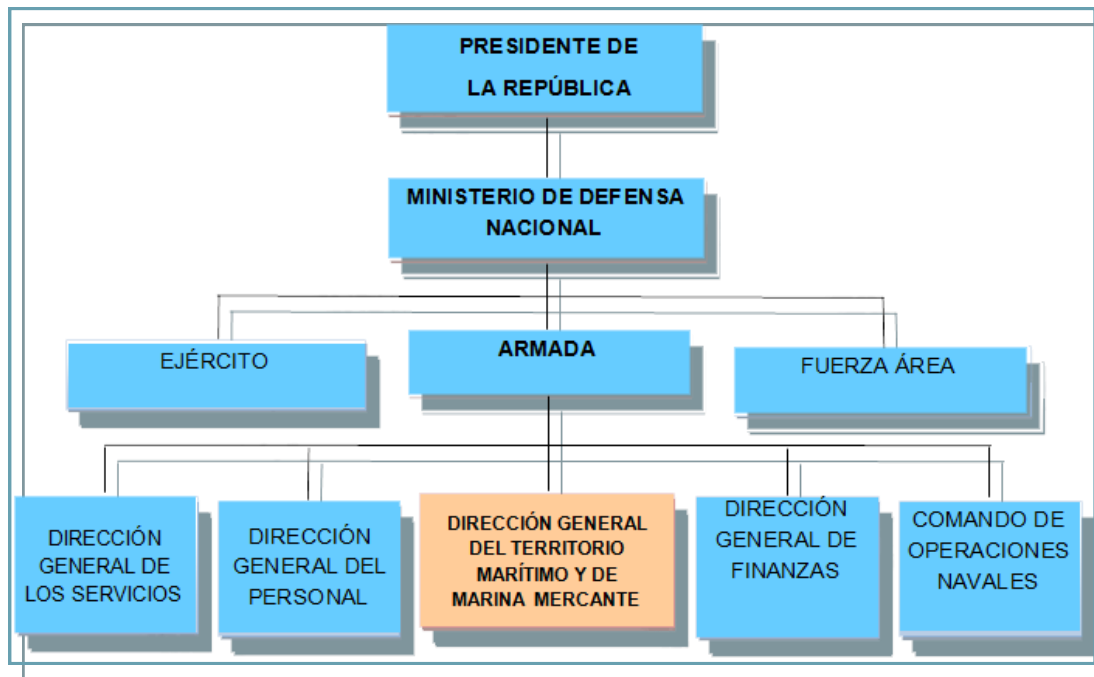 PRESIDENTE DE
LA REPÚBLICA
MINISTERIO DE DEFENSA
NACIONAL
EJÉRCITO
ARMADA
FUERZA ÁREA
DIRECCIÓN
GENERAL DE
LOS SERVICIOS
DIRECCIÓN
GENERAL DEL
PERSONAL
DIRECCIÓN GENERAL
DEL TERRITORIO
MARÍTIMO Y DE
MARINA MERCANTE
DIRECCIÓN
GENERAL DE
FINANZAS
COMANDO DE
OPERACIONES
NAVALES